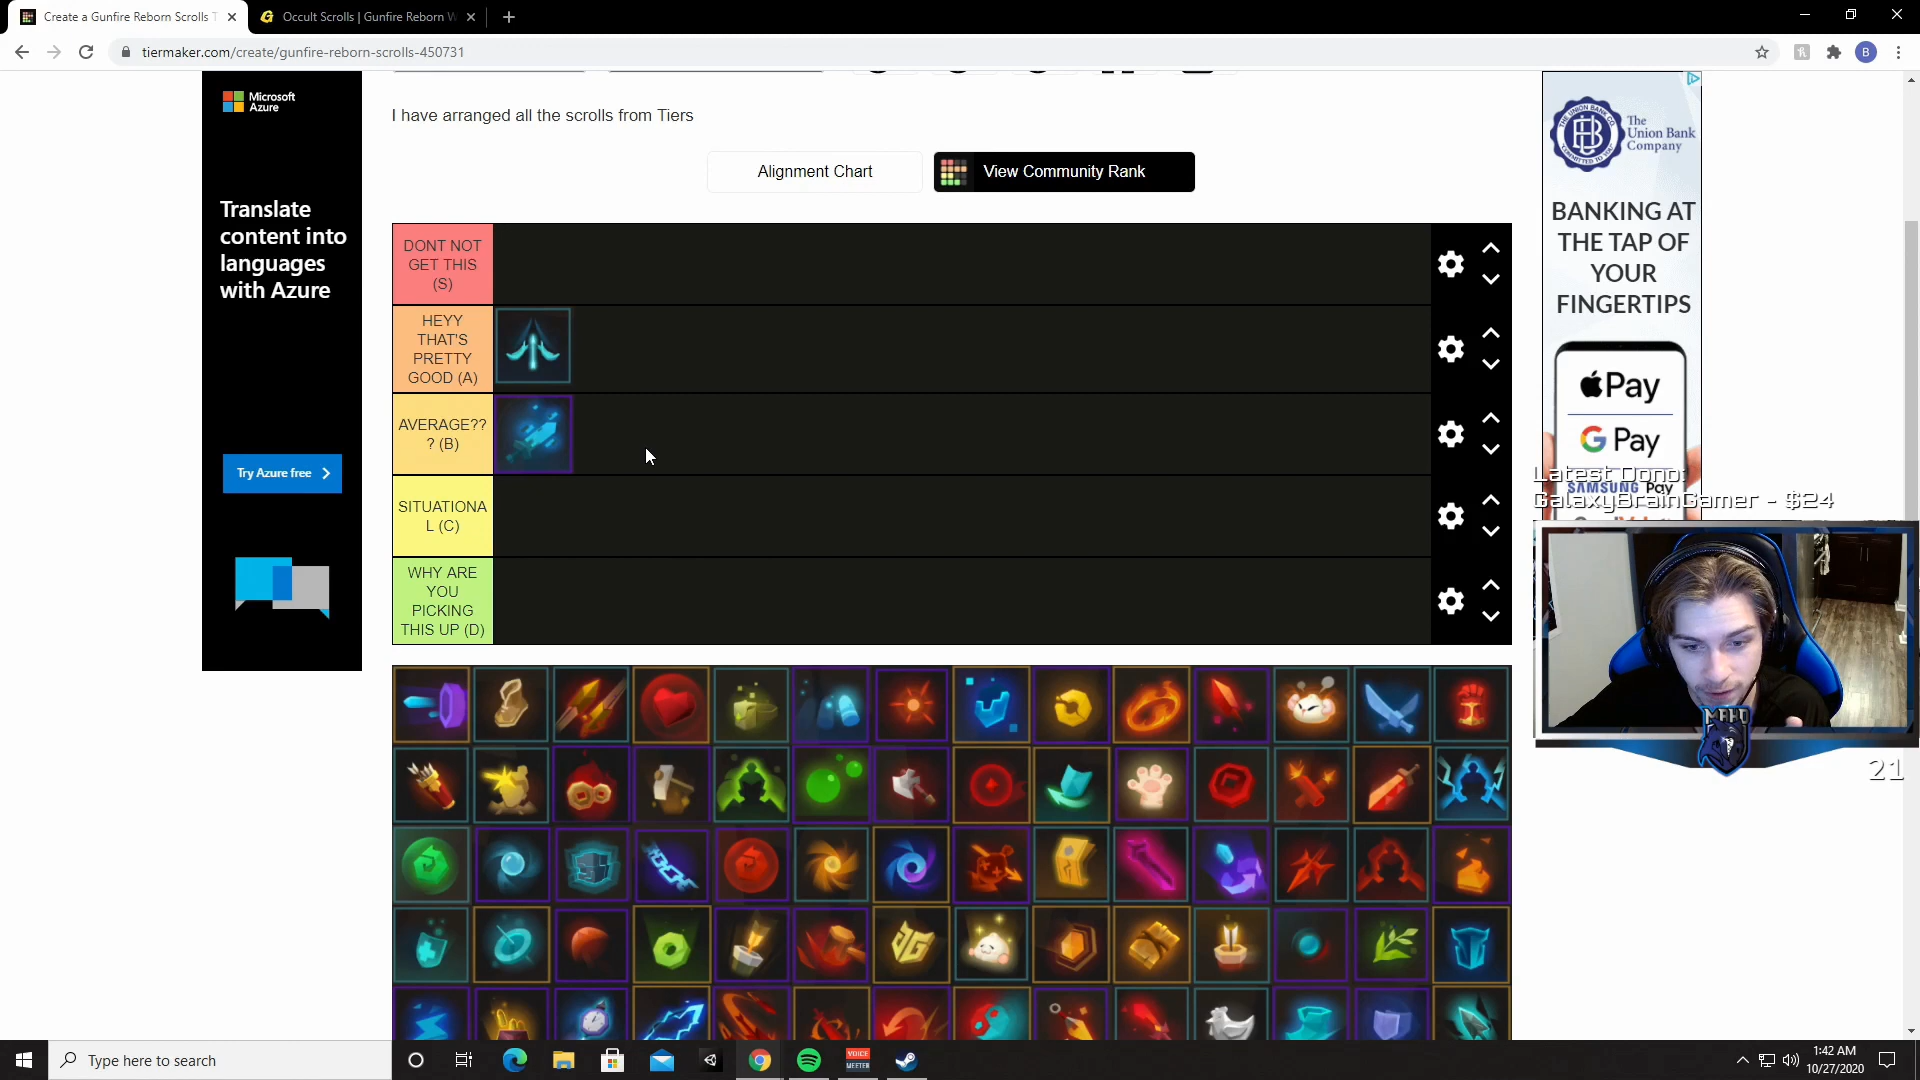 Create a Gunfire Reborn Scrolls T
Occult Scrolls | Gunfire Reborn W
tiermaker.com/create/gunfire-reborn-scrolls-450731
B
Microsoft
Azure
Translate
content into
languages
with Azure
Try Azure free
I have arranged all the scrolls from Tiers
Alignment Chart
View Community Rank
DONT NOT
GET THIS
(S)
HEYY
THAT'S
PRETTY
GOOD (A)
AVERAGE??
? (B)
SITUATIONA
L (C)
WHY ARE
YOU
PICKING
THIS UP (D)
The
Union Bank
Company
BANKING AT
THE TAP OF
YOUR
FINGERTIPS
Pay
G Pay
SAMSUNG Pay
Latest Dono:
GalaxyBrainGamer - $24
21
Type here to search
VOICE
MEETER
1:42 AM
10/27/2020